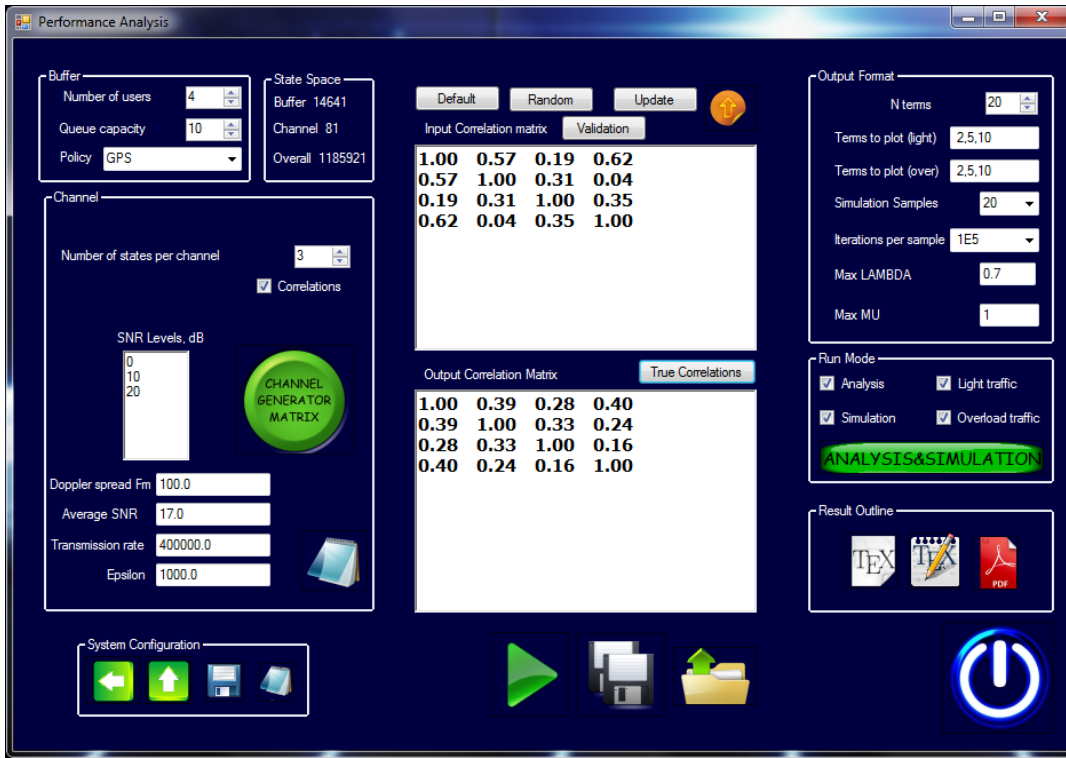 Performance Analysis
Buffer
Number of users 4
Queue capacity 10
Policy GPS
State Space
Buffer 14641
Channel 81
Overall 1185921
Channel
Number of states per channel 3
Correlations
SNR Levels, dB
0
10
20
CHANNEL
GENERATOR
MATRIX
Doppler spread Fm 100.0
Average SNR 17.0
Transmission rate 400000.0
Epsilon 1000.0
System Configuration
Default Random Update
Input Correlation matrix Validation
1.00 0.57 0.19 0.62
0.57 1.00 0.31 0.04
0.19 0.31 1.00 0.35
0.62 0.04 0.35 1.00
Output Correlation Matrix True Correlations
1.00 0.39 0.28 0.40
0.39 1.00 0.33 0.24
0.28 0.33 1.00 0.16
0.40 0.24 0.16 1.00
Output Format
N terms 20
Terms to plot (light) 2,5,10
Terms to plot (over) 2,5,10
Simulation Samples 20
Iterations per sample 1E5
Max LAMBDA 0.7
Max MU 1
Run Mode
Analysis Light traffic
Simulation Overload traffic
ANALYSIS&SIMULATION
Result Outline
TEX TEX PDF